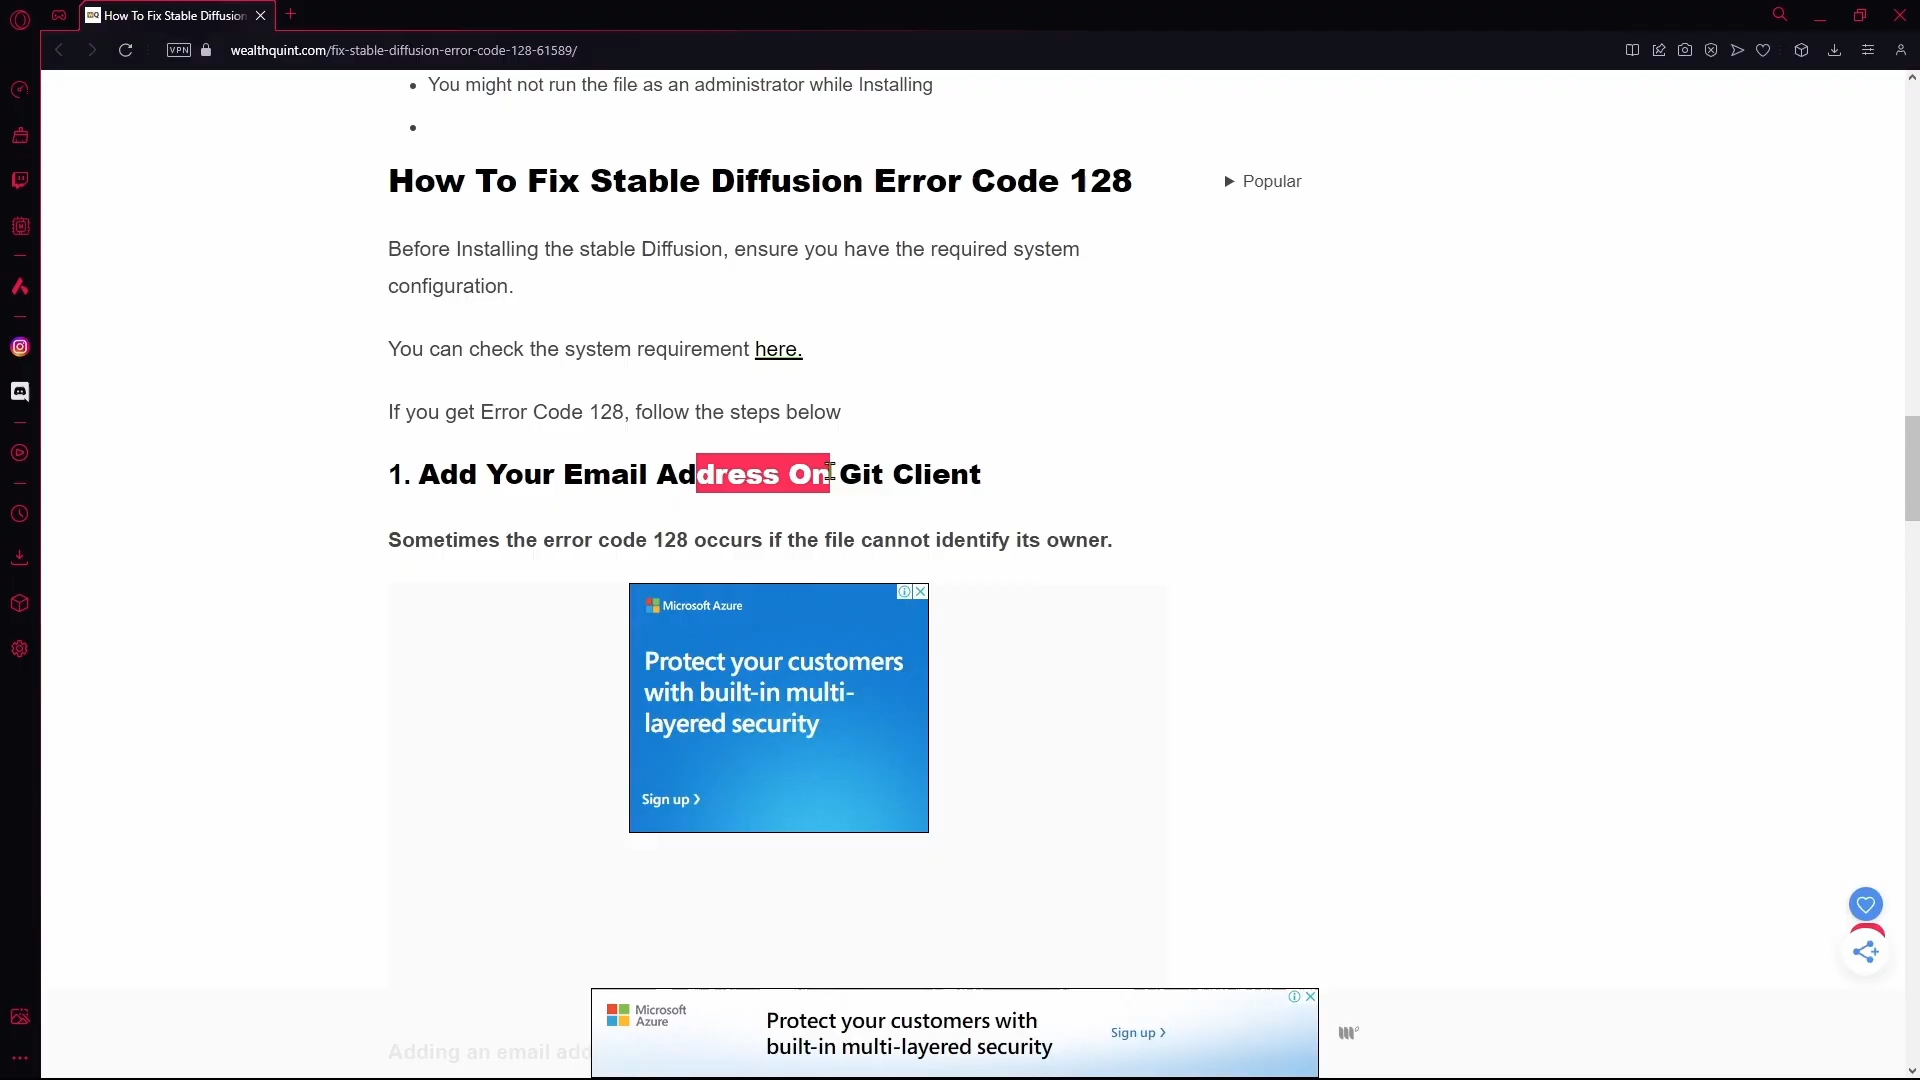 How To Fix Stable Diffusion
VPN
wealthquint.com/fix-stable-diffusion-error-code-128-61589/
• You might not run the file as an administrator while Installing
•
How To Fix Stable Diffusion Error Code 128
▶ Popular
Before Installing the stable Diffusion, ensure you have the required system
configuration.
You can check the system requirement here.
If you get Error Code 128, follow the steps below
1. Add Your Email Address On Git Client
Sometimes the error code 128 occurs if the file cannot identify its owner.
Microsoft Azure
Protect your customers
with built-in multi-
layered security
Sign up ❯
Adding an email add
Microsoft
Azure
Protect your customers with
built-in multi-layered security
Sign up ❯